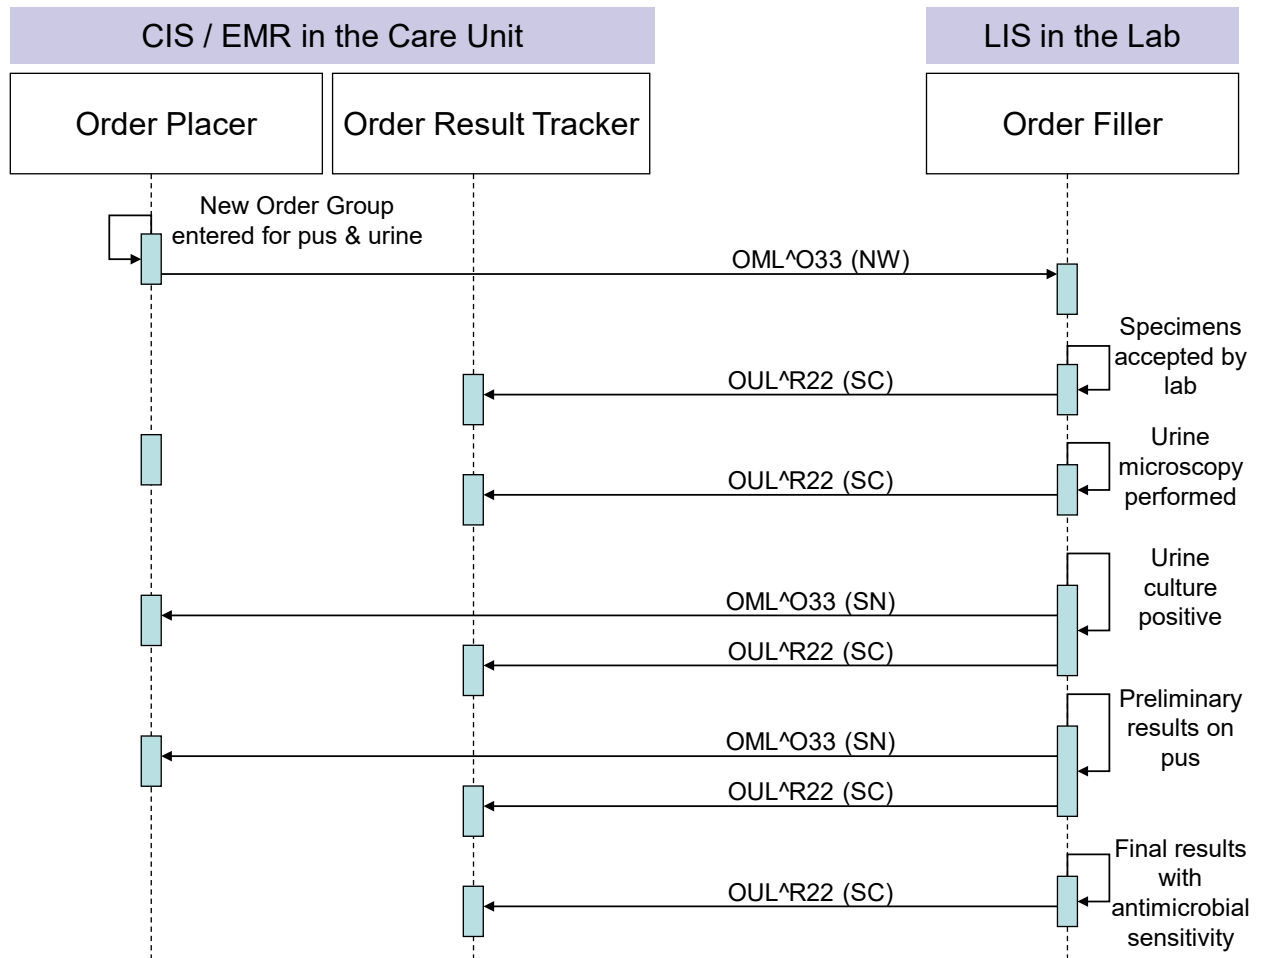 CIS / EMR in the Care Unit
LIS in the Lab
Order Placer
Order Result Tracker
Order Filler
New Order Group
entered for pus & urine
OML^O33 (NW)
Specimens
accepted by
lab
OUL^R22 (SC)
Urine
microscopy
performed
OUL^R22 (SC)
Urine
culture
positive
OML^O33 (SN)
OUL^R22 (SC)
Preliminary
results on
pus
OML^O33 (SN)
OUL^R22 (SC)
Final results
with
antimicrobial
sensitivity
OUL^R22 (SC)